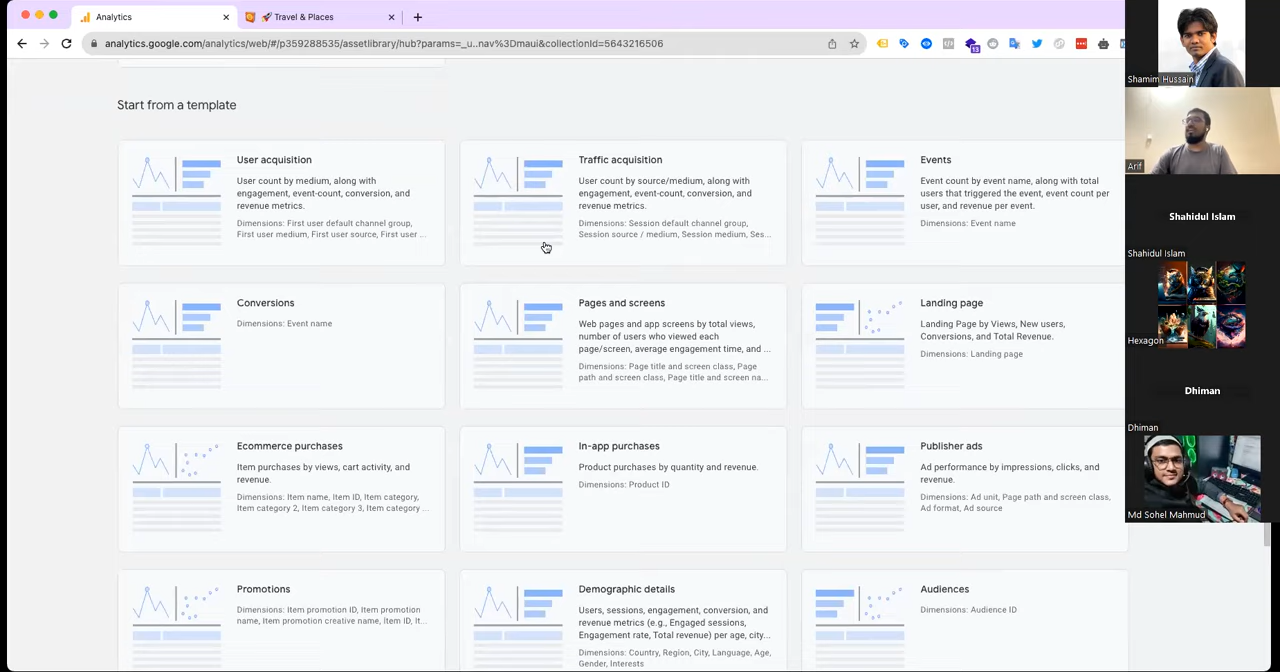 Analytics
🚀 Travel & Places
analytics.google.com/analytics/web/#/p359288535/assetlibrary/hub?params=_u..nav%3Dmaui&collectionId=5643216506
13
Start from a template
User acquisition
User count by medium, along with
engagement, event-count, conversion, and
revenue metrics.
Dimensions: First user default channel group,
First user medium, First user source, First user ...
Traffic acquisition
User count by source/medium, along with
engagement, event-count, conversion, and
revenue metrics.
Dimensions: Session default channel group,
Session source / medium, Session medium, Ses...
Events
Event count by event name, along with total
users that triggered the event, event count per
user, and revenue per event.
Dimensions: Event name
Conversions
Dimensions: Event name
Pages and screens
Web pages and app screens by total views,
number of users who viewed each
page/screen, average engagement time, and ...
Dimensions: Page title and screen class, Page
path and screen class, Page title and screen na...
Landing page
Landing Page by Views, New users,
Conversions, and Total Revenue.
Dimensions: Landing page
Ecommerce purchases
Item purchases by views, cart activity, and
revenue.
Dimensions: Item name, Item ID, Item category,
Item category 2, Item category 3, Item category ...
In-app purchases
Product purchases by quantity and revenue.
Dimensions: Product ID
Publisher ads
Ad performance by impressions, clicks, and
revenue.
Dimensions: Ad unit, Page path and screen class,
Ad format, Ad source
Promotions
Dimensions: Item promotion ID, Item promotion
name, Item promotion creative name, Item ID, It...
Demographic details
Users, sessions, engagement, conversion, and
revenue metrics (e.g., Engaged sessions,
Engagement rate, Total revenue) per age, city...
Dimensions: Country, Region, City, Language, Age,
Gender, Interests
Audiences
Dimensions: Audience ID
Shamim Hussain
Arif
Shahidul Islam
Shahidul Islam
Hexagon
Dhiman
Dhiman
Md Sohel Mahmud